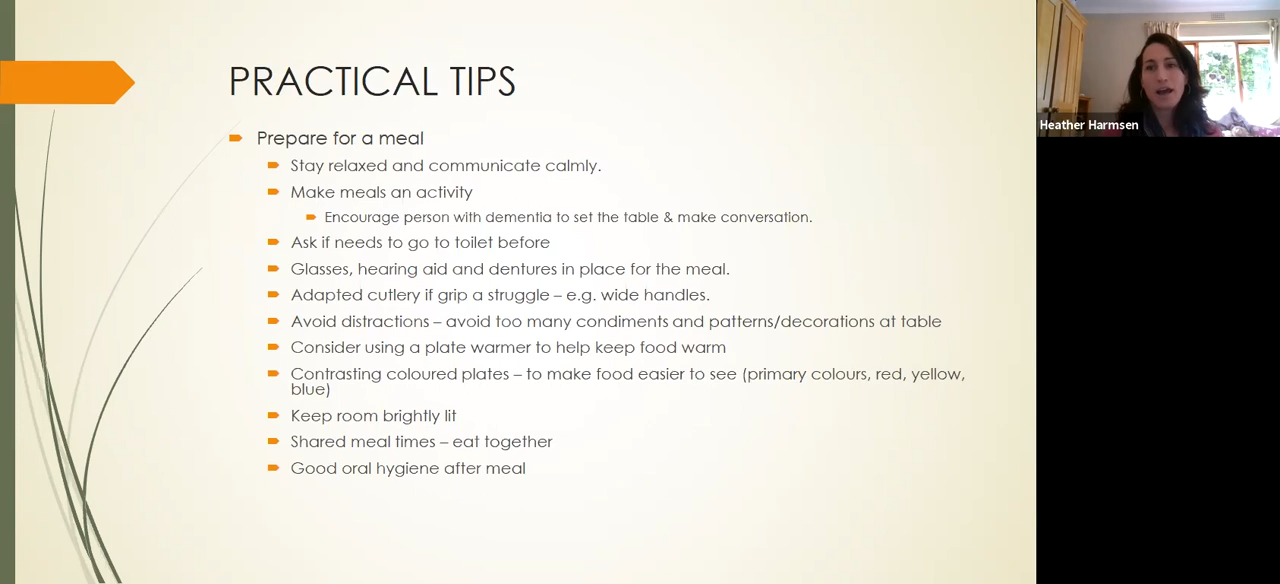 PRACTICAL TIPS
Prepare for a meal
Stay relaxed and communicate calmly.
Make meals an activity
Encourage person with dementia to set the table & make conversation.
Ask if needs to go to toilet before
Glasses, hearing aid and dentures in place for the meal.
Adapted cutlery if grip a struggle – e.g. wide handles.
Avoid distractions – avoid too many condiments and patterns/decorations at table
Consider using a plate warmer to help keep food warm
Contrasting coloured plates – to make food easier to see (primary colours, red, yellow,
blue)
Keep room brightly lit
Shared meal times – eat together
Good oral hygiene after meal
Heather Harmsen